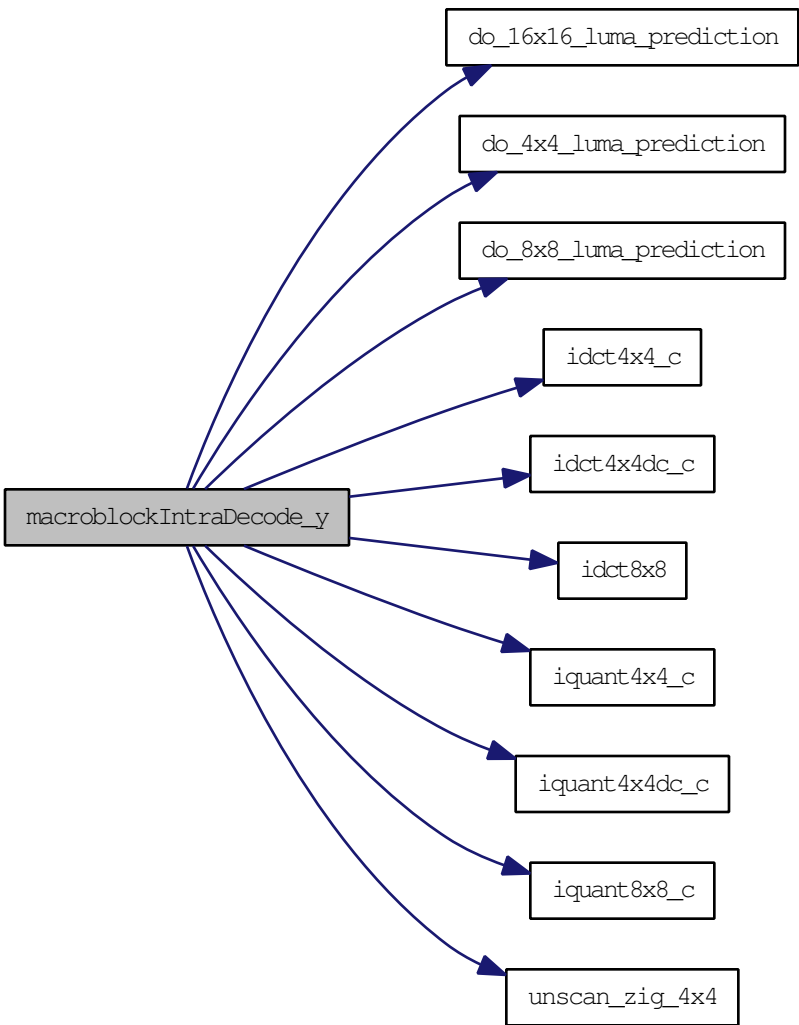 do_16x16_luma_prediction
do_4x4_luma_prediction
do_8x8_luma_prediction
idct4x4_c
idct4x4dc_c
macroblockIntraDecode_y
idct8x8
iquant4x4_c
iquant4x4dc_c
iquant8x8_c
unscan_zig_4x4